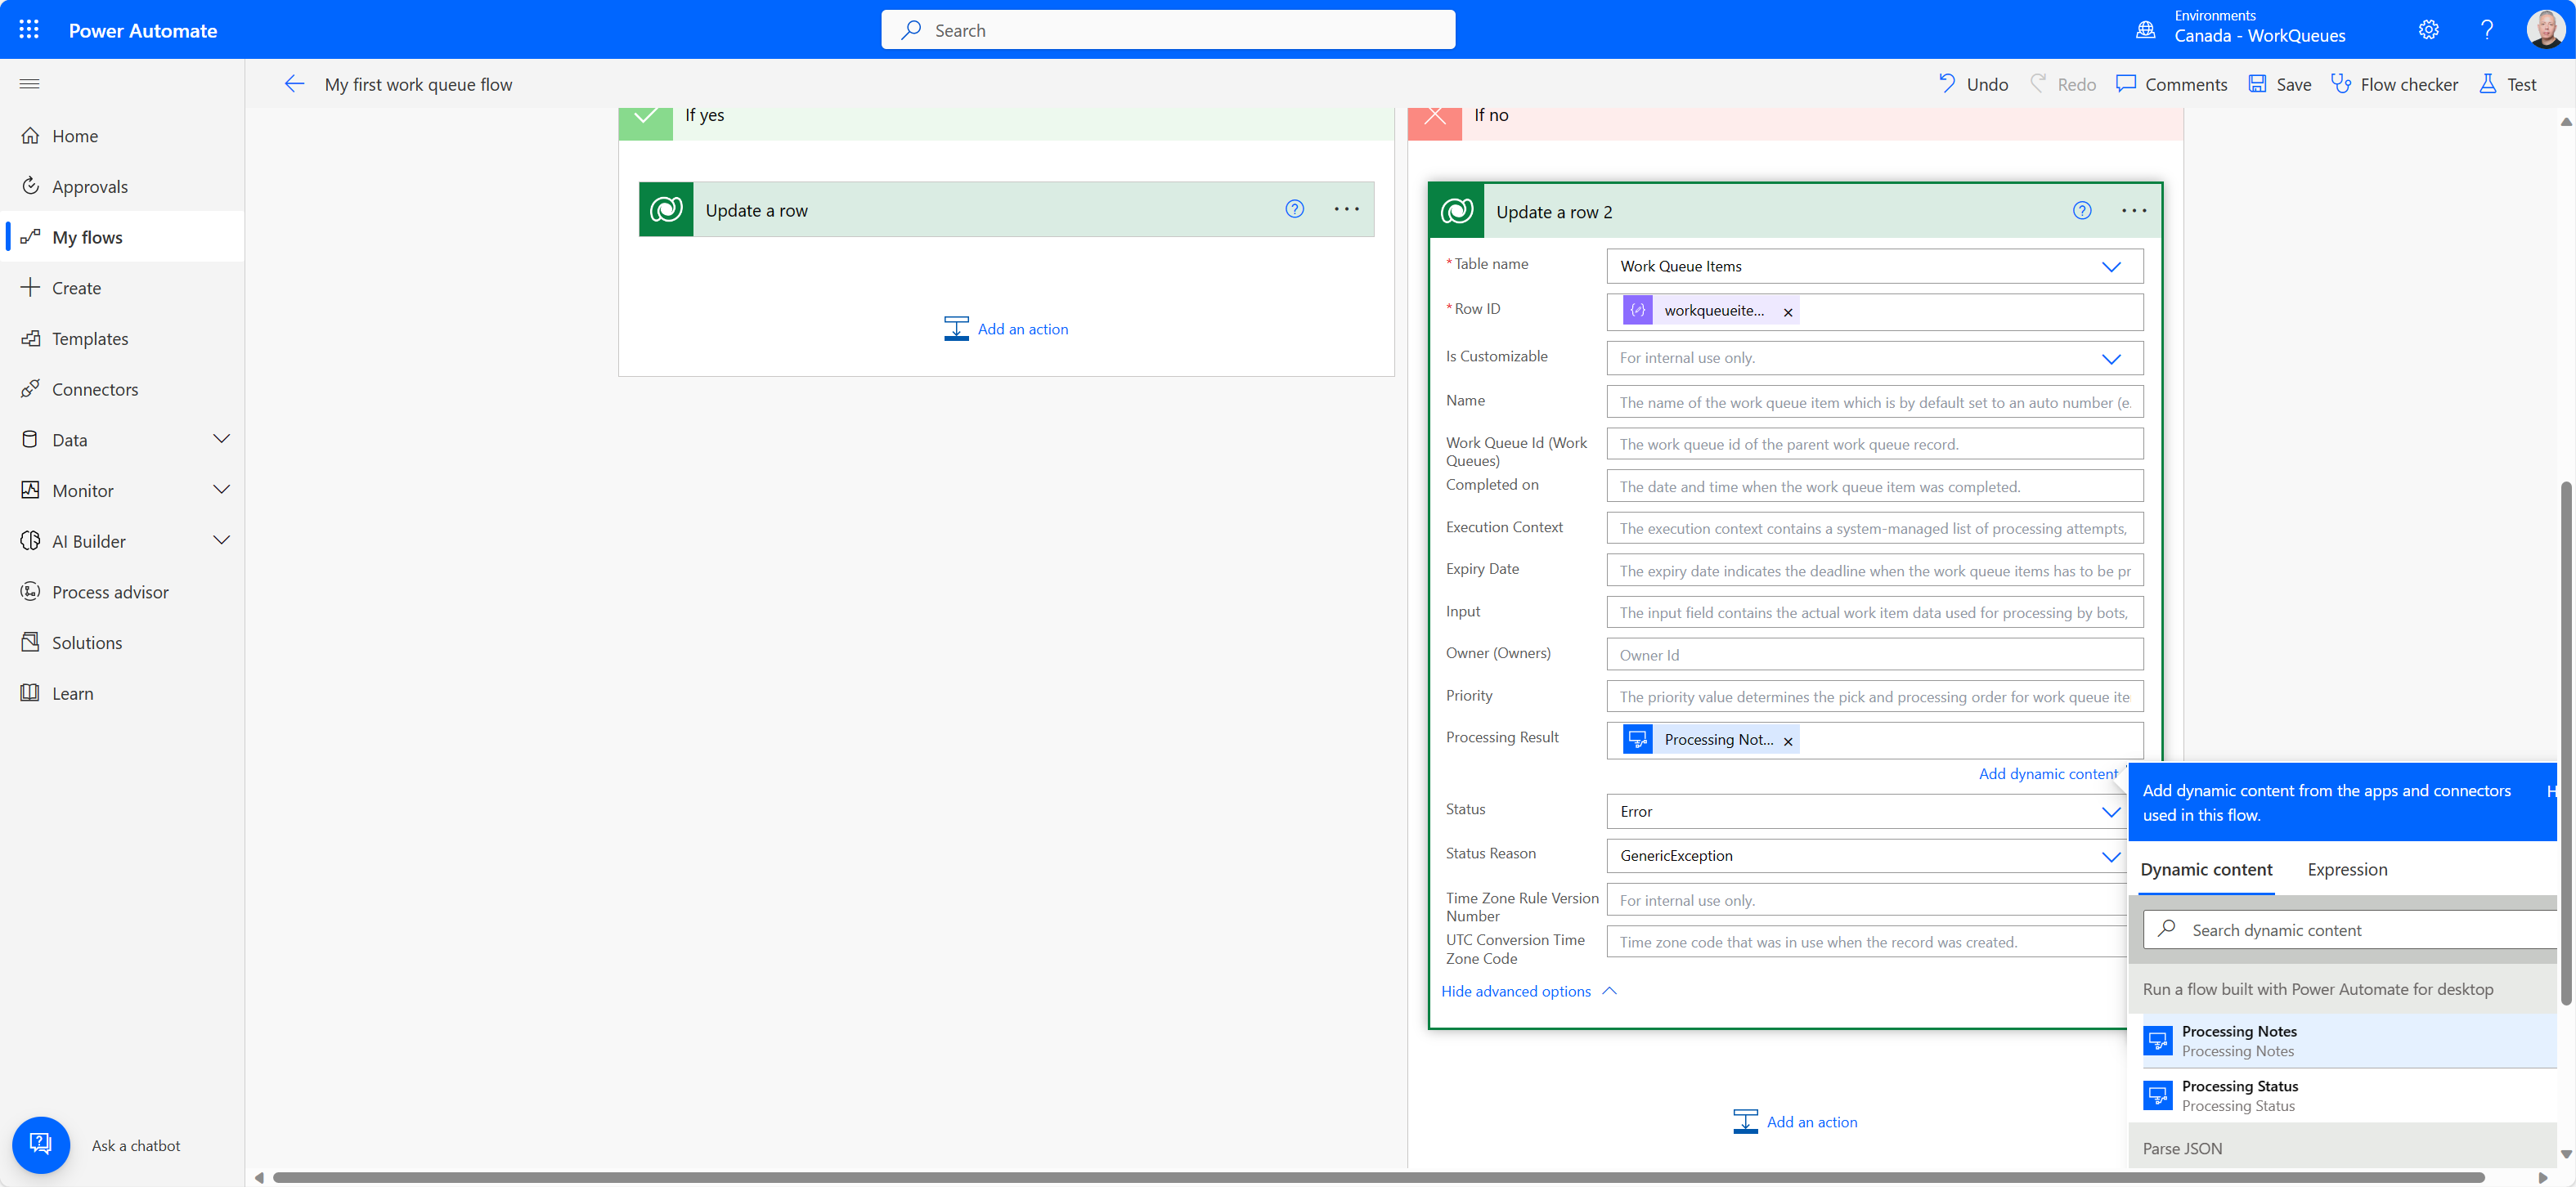 Power Automate
Search
Environments
Canada - WorkQueues
My first work queue flow
Undo
Redo
Comments
Save
Flow checker
Test
Home
Approvals
My flows
Create
Templates
Connectors
Data
Monitor
AI Builder
Process advisor
Solutions
Learn
Ask a chatbot
If yes
Update a row
Add an action
If no
Update a row 2
* Table name
Work Queue Items
* Row ID
workqueueite...
Is Customizable
For internal use only.
Name
The name of the work queue item which is by default set to an auto number (e.
Work Queue Id (Work
Queues)
The work queue id of the parent work queue record.
Completed on
The date and time when the work queue item was completed.
Execution Context
The execution context contains a system-managed list of processing attempts,
Expiry Date
The expiry date indicates the deadline when the work queue items has to be pr
Input
The input field contains the actual work item data used for processing by bots,
Owner (Owners)
Owner Id
Priority
The priority value determines the pick and processing order for work queue ite
Processing Result
Processing Not...
Add dynamic content
Status
Error
Status Reason
GenericException
Time Zone Rule Version
Number
For internal use only.
UTC Conversion Time
Zone Code
Time zone code that was in use when the record was created.
Hide advanced options
Add an action
Add dynamic content from the apps and connectors
used in this flow.
H
Dynamic content
Expression
Search dynamic content
Run a flow built with Power Automate for desktop
Processing Notes
Processing Notes
Processing Status
Processing Status
Parse JSON